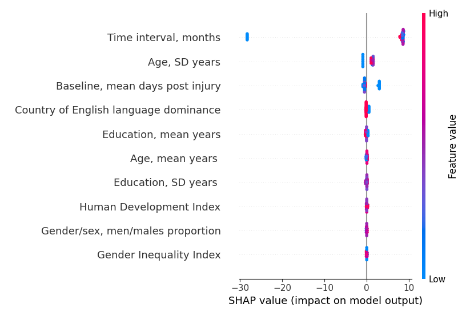 High
Time interval, months
Age, SD years
Baseline, mean days post injury
Country of English language dominance
Education, mean years
Age, mean years
Education, SD years
Human Development Index
Gender/sex, men/males proportion
Gender Inequality Index
Feature value
Low
−30 −20 −10 0 10
SHAP value (impact on model output)